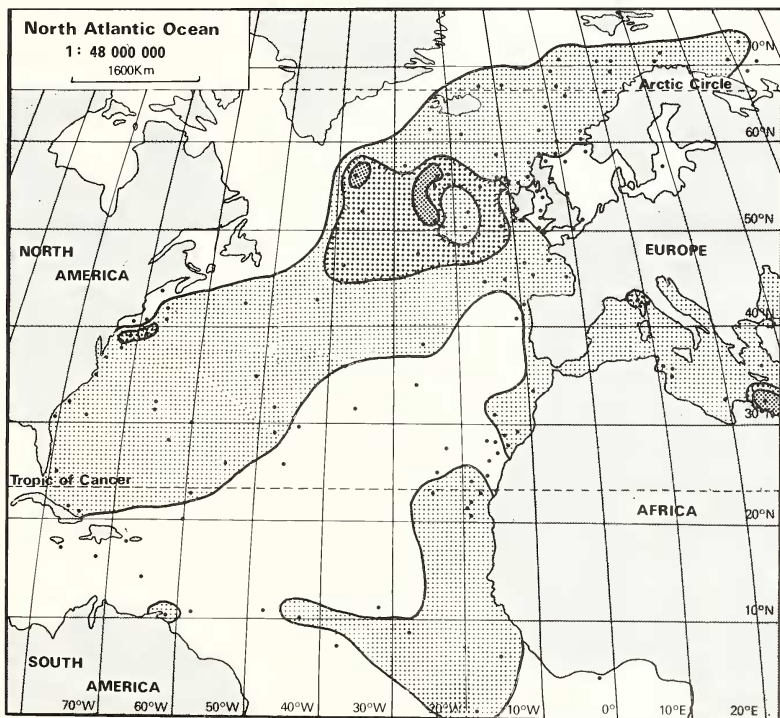 North Atlantic Ocean
1: 48 000 000
1600Km
70°N
Arctic Circle
60°N
50°N
NORTH
AMERICA
EUROPE
40°N
30°N
Tropic of Cancer
AFRICA
20°N
10°N
SOUTH
AMERICA
70°W
60°W
50°W
40°W
30°W
20°W
10°W
0°
10°E
20°E